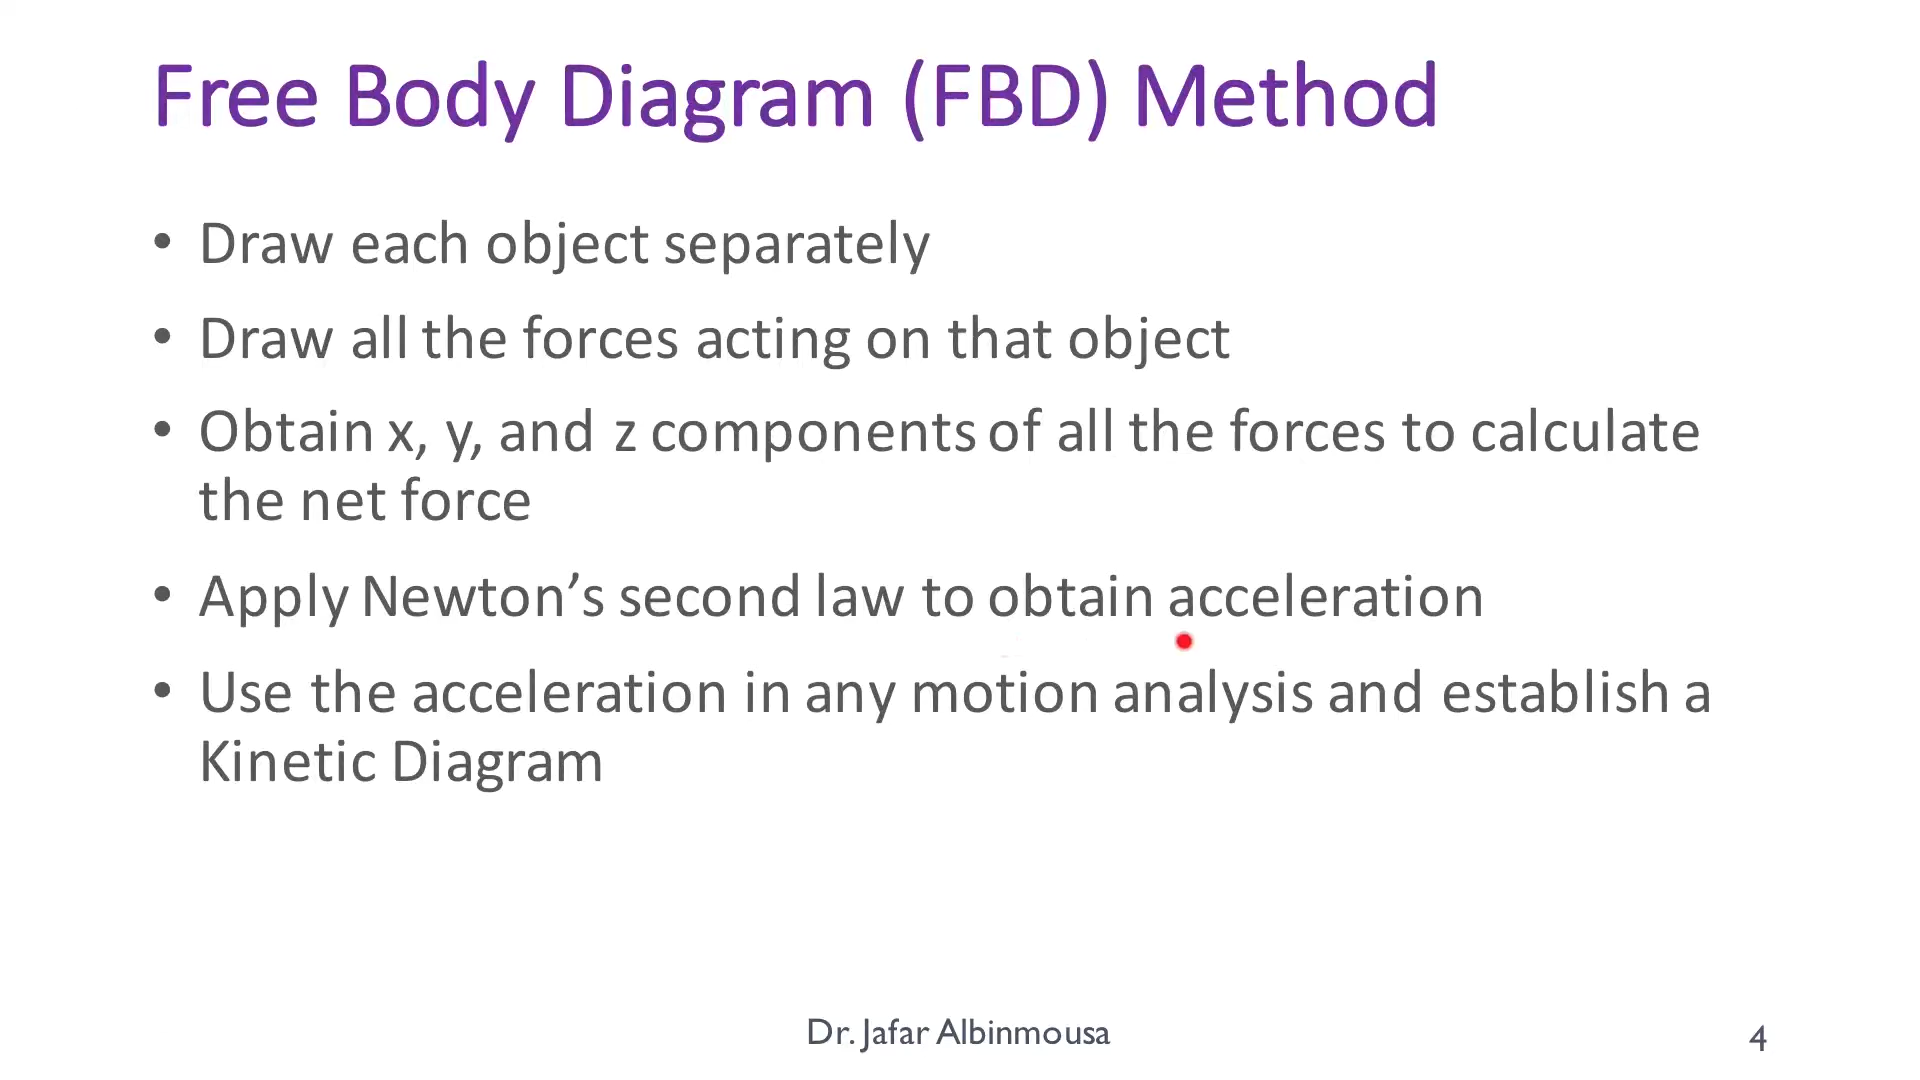 Free Body Diagram (FBD) Method
• Draw each object separately
• Draw all the forces acting on that object
• Obtain x, y, and z components of all the forces to calculate
the net force
• Apply Newton’s second law to obtain acceleration
• Use the acceleration in any motion analysis and establish a
Kinetic Diagram
Dr. Jafar Albinmousa
4